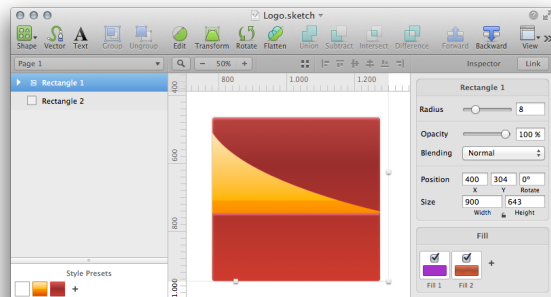 Logo.sketch
Shape Vector Text Group Ungroup Edit Transform Rotate Flatten Union Subtract Intersect Difference Forward Backward View
Page 1 50% Inspector Link
800 1.000 1.200
400
600
800
1.000
Rectangle 1
Rectangle 2
Style Presets
Rectangle 1
Radius 8
Opacity 100 %
Blending Normal
Position 400 304 0°
X Y Rotate
Size 900 643
Width Height
Fill
Fill 1 Fill 2